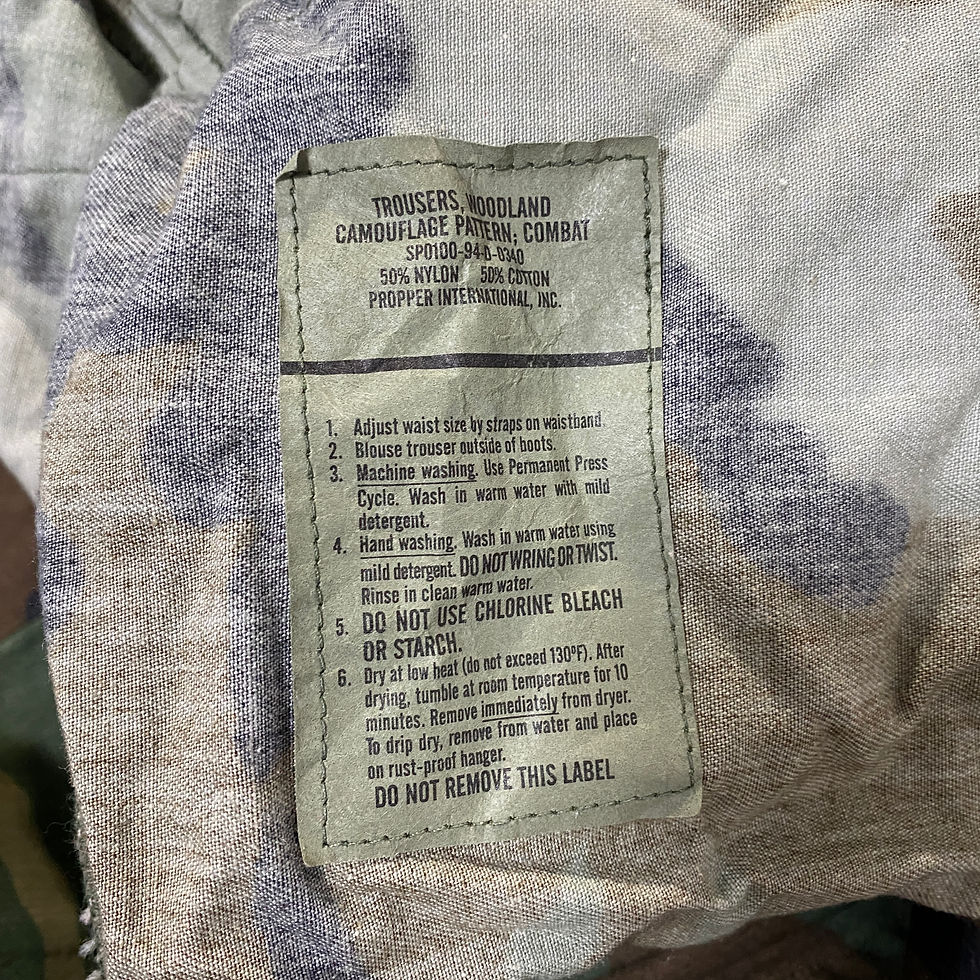 TROUSERS, WOODLAND
CAMOUFLAGE PATTERN; COMBAT
SPO100-94-D-0340
50% NYLON 50% COTTON
PROPPER INTERNATIONAL, INC.
1. Adjust waist size by straps on waistband.
2. Blouse trouser outside of boots.
3. Machine washing. Use Permanent Press
Cycle. Wash in warm water with mild
detergent.
4. Hand washing. Wash in warm water using
mild detergent. DO NOT WRING OR TWIST.
Rinse in clean warm water.
5. DO NOT USE CHLORINE BLEACH
OR STARCH.
6. Dry at low heat (do not exceed 130°F). After
drying, tumble at room temperature for 10
minutes. Remove immediately from dryer.
To drip dry, remove from water and place
on rust-proof hanger.
DO NOT REMOVE THIS LABEL